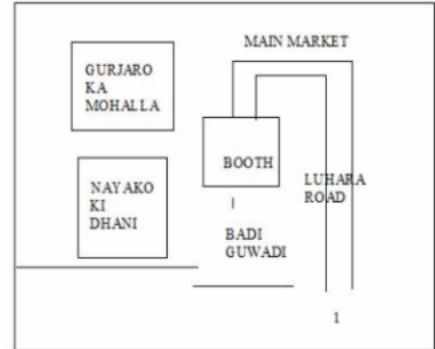 MAIN MARKET
GURJARO
KA
MOHALLA
BOOTH
NAYAKO
KI
DHANI
LUHARA
ROAD
BADI
GUWADI
1